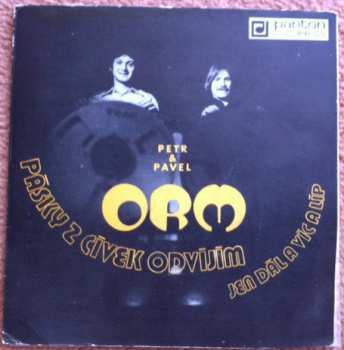 panton
PETR
&
PAVEL
ORM
PÁSKY Z CÍVEK ODVÍJÍM
JEN DÁL A VÍC A LÍP